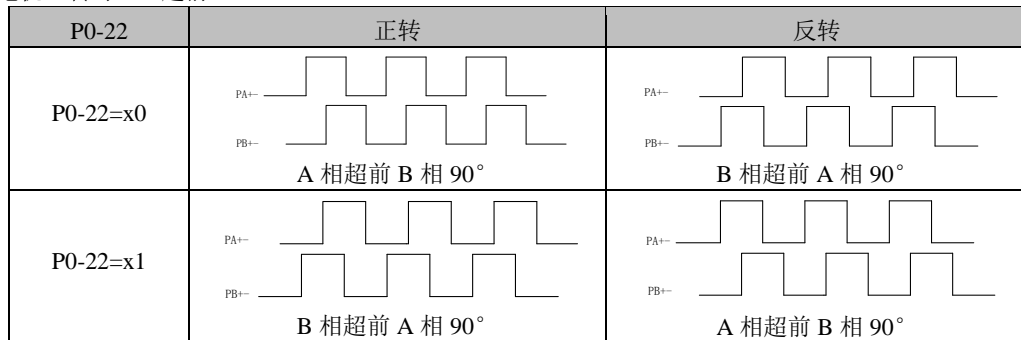 P0-22 正转 反转
P0-22=x0
PA+- PA+-
PB+- PB+-
A 相超前 B 相 90° B 相超前 A 相 90°
P0-22=x1
PA+- PA+-
PB+- PB+-
B 相超前 A 相 90° A 相超前 B 相 90°